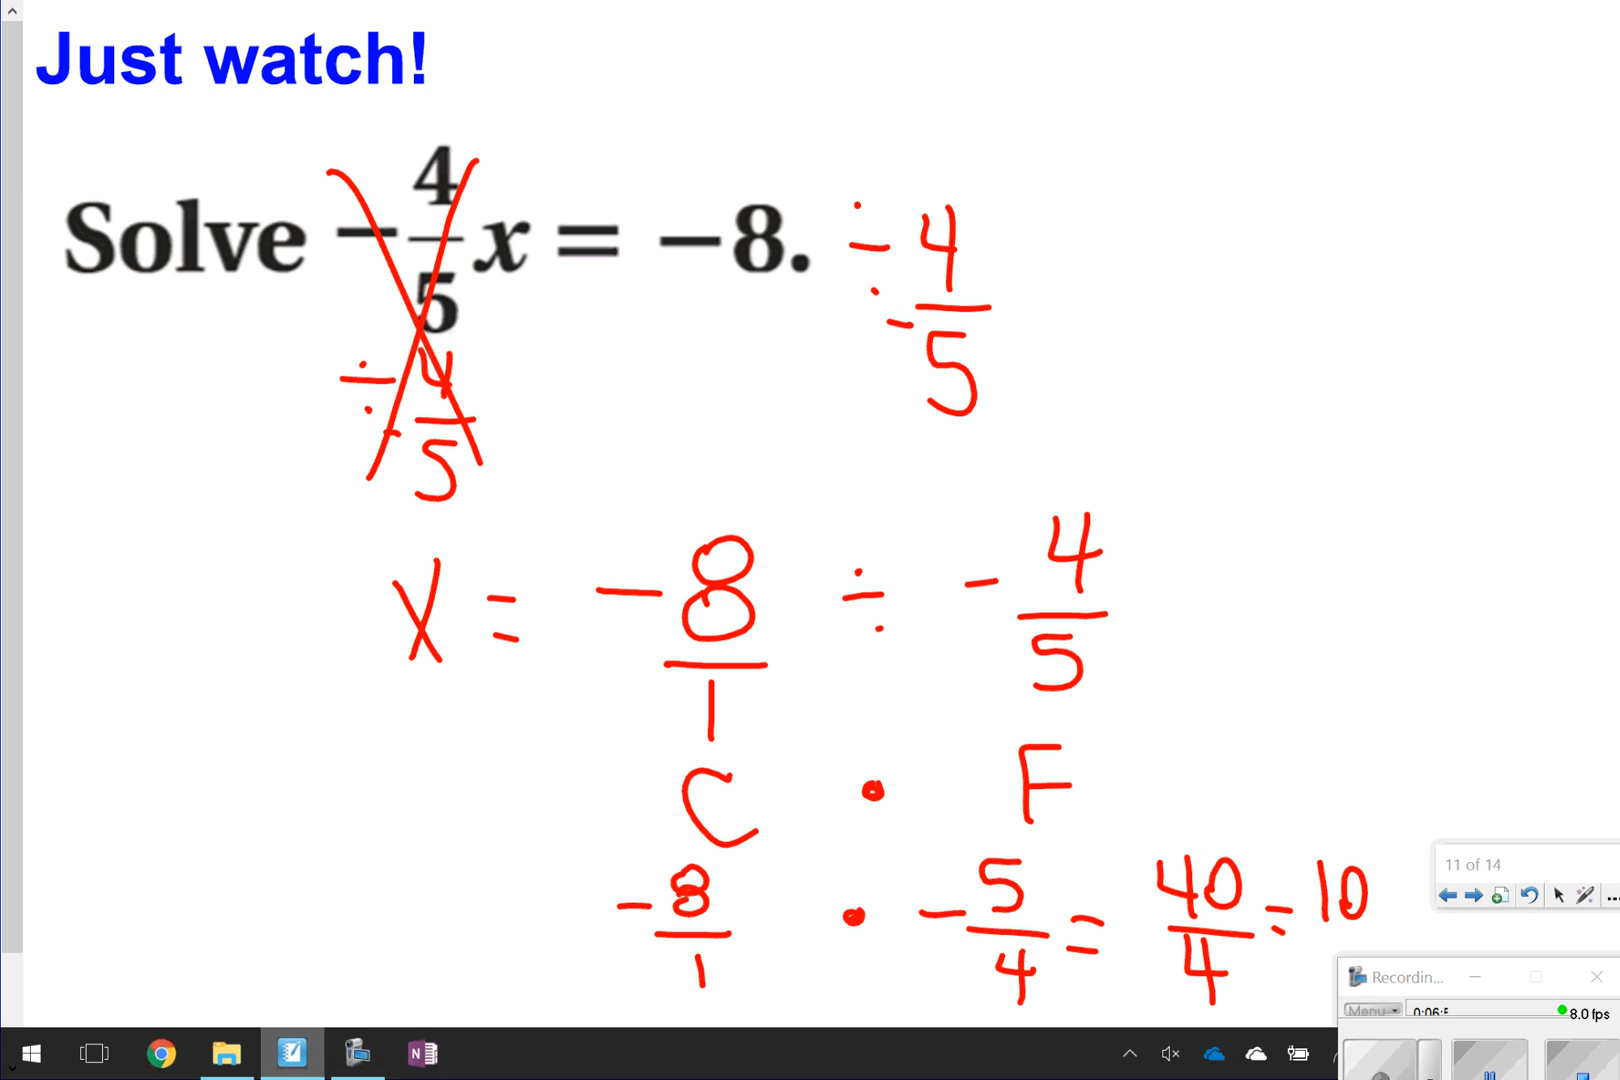 Just watch!
Solve −4/5 x = −8. ÷ -4/5
÷ -4/5
x = -8/1 ÷ -4/5
C • F
-8/1 • -5/4 = 40/4 = 10
11 of 14
Recordin...
Menu
8.0 fps
N